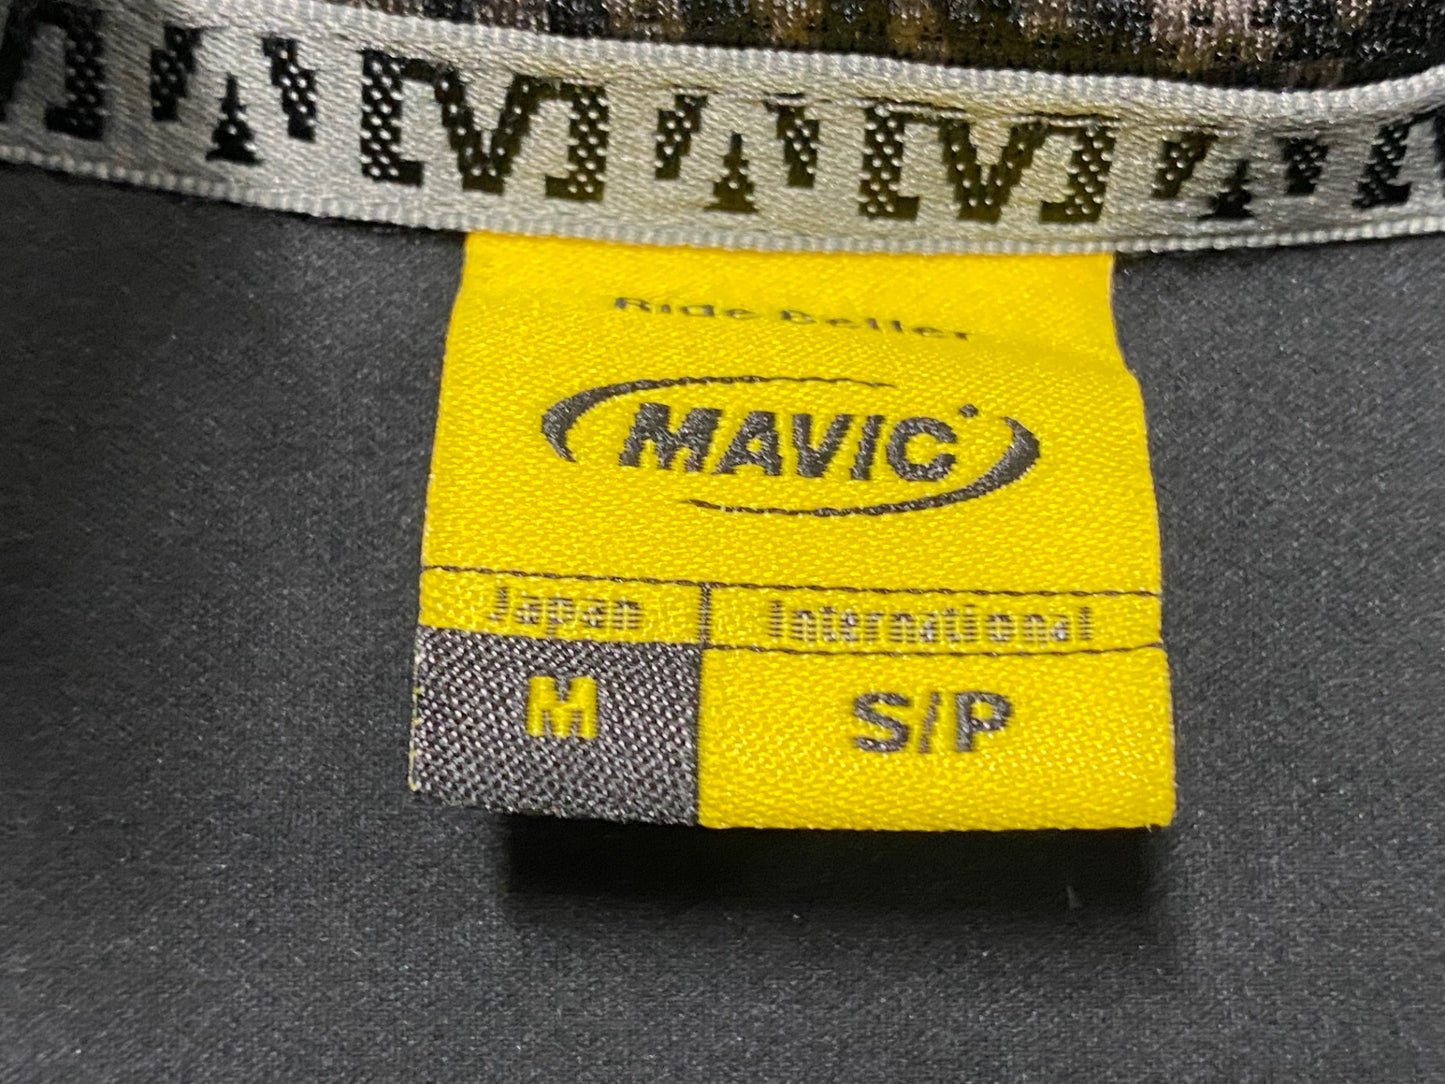 Ride Better
MAVIC
Japan International
M S/P